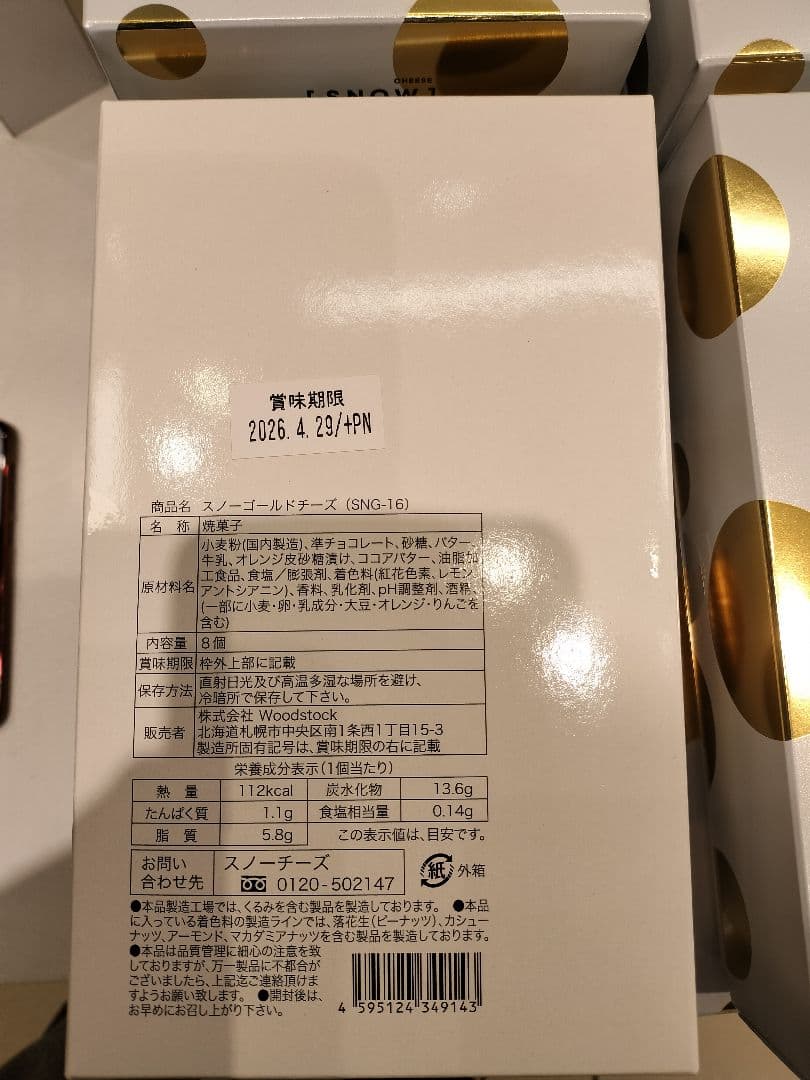 CHEESE
[SNOW]
賞味期限
2026.4.29/+PN
商品名 スノーゴールドチーズ(SNG-16)
名 称 焼菓子
原材料名 小麦粉(国内製造)、準チョコレート、砂糖、バター、
牛乳、オレンジ皮砂糖漬け、ココアバター、油脂加
工食品、食塩/膨張剤、着色料(紅花色素、
アントシアニン)、香料、乳化剤、pH調整剤、酒精、
(一部に小麦・卵・乳成分・大豆・オレンジ・りんごを
含む)
内容量 8個
賞味期限 枠外上部に記載
保存方法 直射日光及び高温多湿な場所を避け、
冷暗所で保存して下さい。
販売者 株式会社 Woodstock
北海道札幌市中央区南1条西1丁目15-3
製造所固有記号は、賞味期限の右に記載
栄養成分表示(1個当たり)
熱 量 112kcal 炭水化物 13.6g
たんぱく質 1.1g 食塩相当量 0.14g
脂 質 5.8g この表示値は、目安です。
お問い合わせ先 スノーチーズ
0120-502147
紙 外箱
●本品製造工場では、くるみを含む製品を製造しております。 ●本品
に入っている着色料の製造ラインでは、落花生(ピーナッツ)、カシュー
ナッツ、アーモンド、マカダミアナッツを含む製品を製造しております。
●本品は品質管理に細心の注意を致
しておりますが、万一製品に不都合が
ございましたら、上記迄ご連絡頂けま
すようお願い致します。 ●開封後は、
お早めにお召し上がり下さい。
4 595124 349143